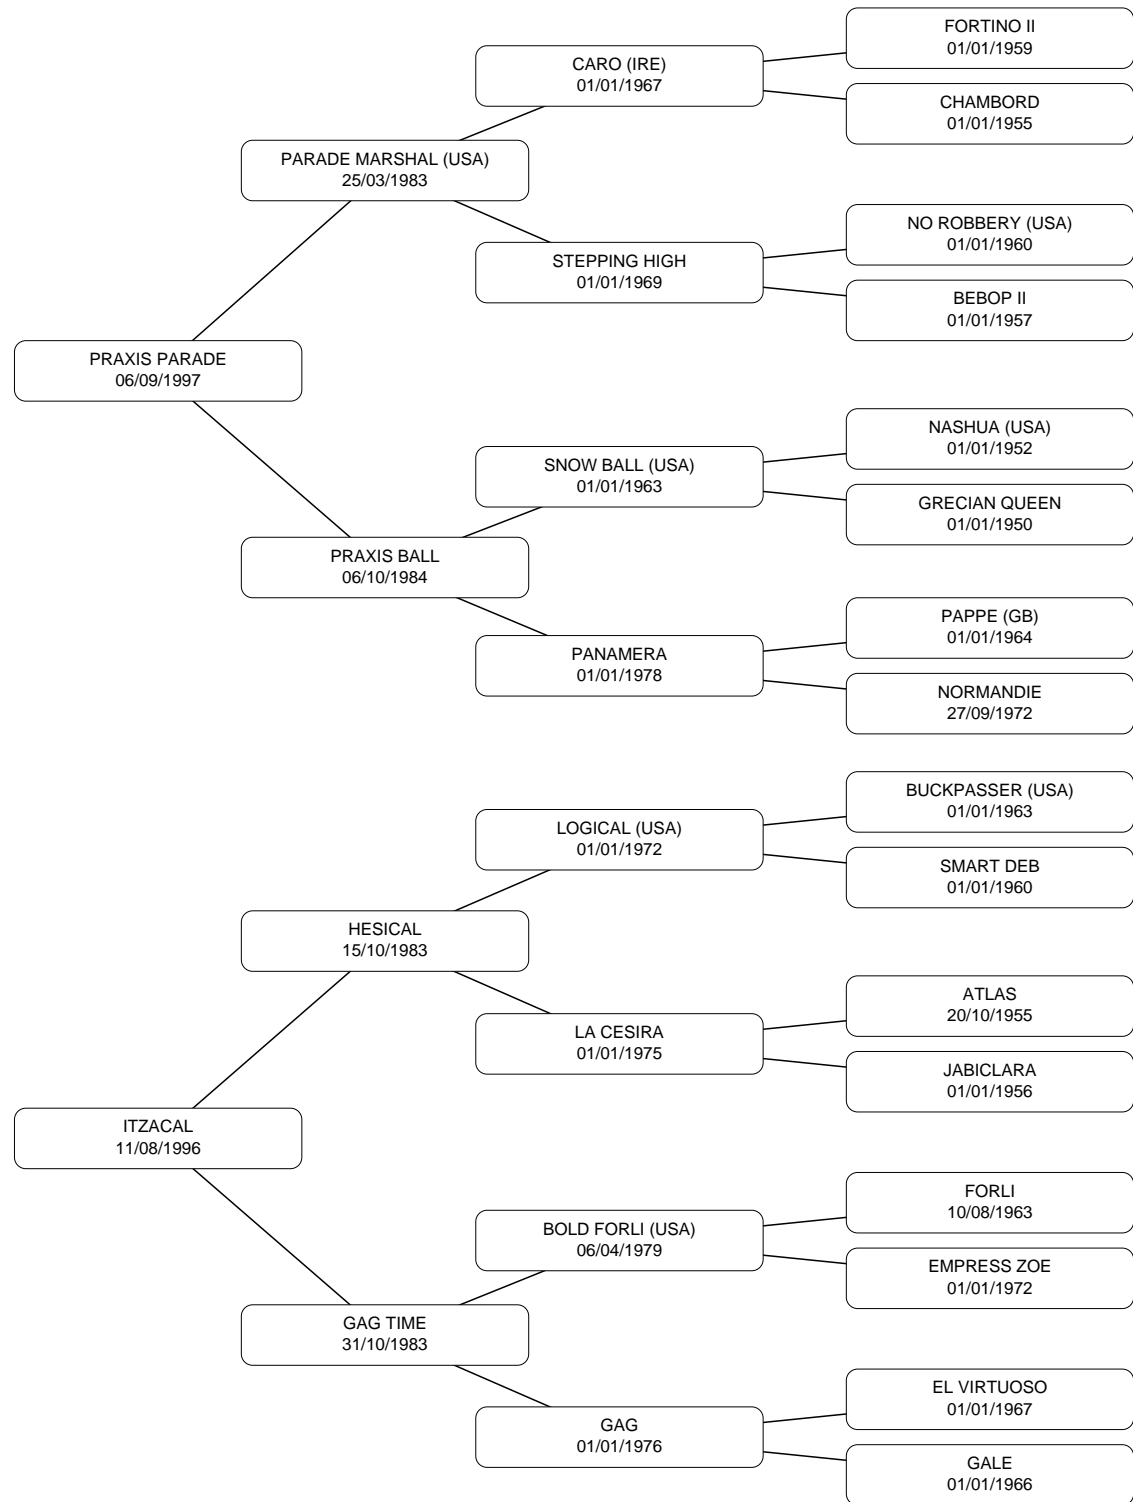 FORTINO II
01/01/1959
CARO (IRE)
01/01/1967
CHAMBORD
01/01/1955
PARADE MARSHAL (USA)
25/03/1983
NO ROBBERY (USA)
01/01/1960
STEPPING HIGH
01/01/1969
BEBOP II
01/01/1957
PRAXIS PARADE
06/09/1997
NASHUA (USA)
01/01/1952
SNOW BALL (USA)
01/01/1963
GRECIAN QUEEN
01/01/1950
PRAXIS BALL
06/10/1984
PAPPE (GB)
01/01/1964
PANAMERA
01/01/1978
NORMANDIE
27/09/1972
BUCKPASSER (USA)
01/01/1963
LOGICAL (USA)
01/01/1972
SMART DEB
01/01/1960
HESICAL
15/10/1983
ATLAS
20/10/1955
LA CESIRA
01/01/1975
JABICLARA
01/01/1956
ITZACAL
11/08/1996
FORLI
10/08/1963
BOLD FORLI (USA)
06/04/1979
EMPRESS ZOE
01/01/1972
GAG TIME
31/10/1983
EL VIRTUOSO
01/01/1967
GAG
01/01/1976
GALE
01/01/1966